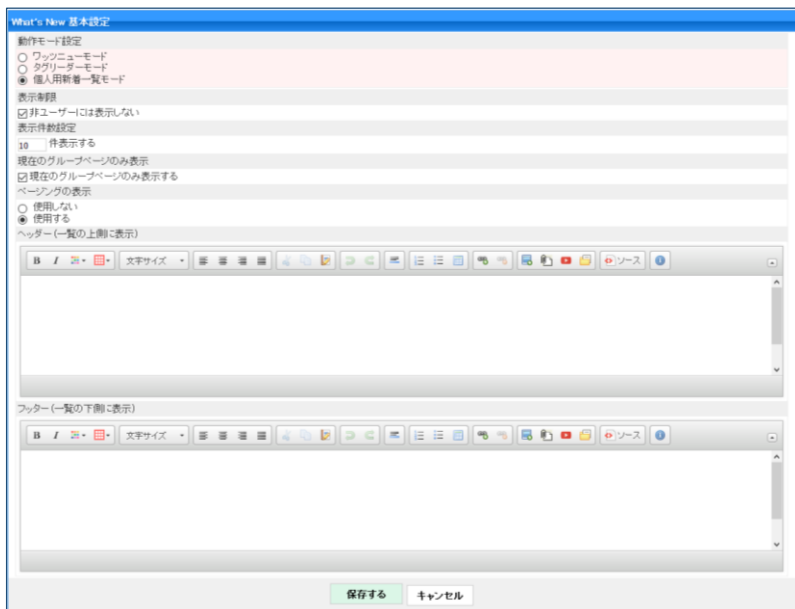 What's New 基本設定
動作モード設定
ワッツニューモード
タグリーダーモード
個人用新着一覧モード
表示制限
非ユーザーには表示しない
表示件数設定
10 件表示する
現在のグループページのみ表示
現在のグループページのみ表示する
ページングの表示
使用しない
使用する
ヘッダー(一覧の上側に表示)
B I 文字サイズ ソース
フッター(一覧の下側に表示)
B I 文字サイズ ソース
保存する キャンセル